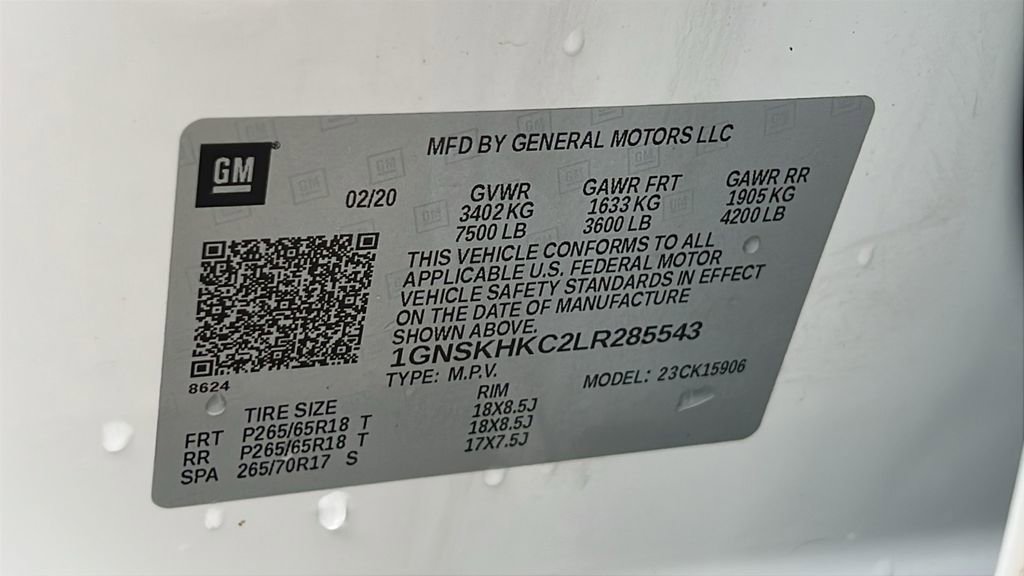 GM
MFD BY GENERAL MOTORS LLC
02/20
GVWR GAWR FRT GAWR RR
3402 KG 1633 KG 1905 KG
7500 LB 3600 LB 4200 LB
THIS VEHICLE CONFORMS TO ALL
APPLICABLE U.S. FEDERAL MOTOR
VEHICLE SAFETY STANDARDS IN EFFECT
ON THE DATE OF MANUFACTURE
SHOWN ABOVE.
1GNSKHKC2LR285543
TYPE: M.P.V. MODEL: 23CK15906
8624
TIRE SIZE RIM
FRT P265/65R18 T 18X8.5J
RR P265/65R18 T 18X8.5J
SPA 265/70R17 S 17X7.5J